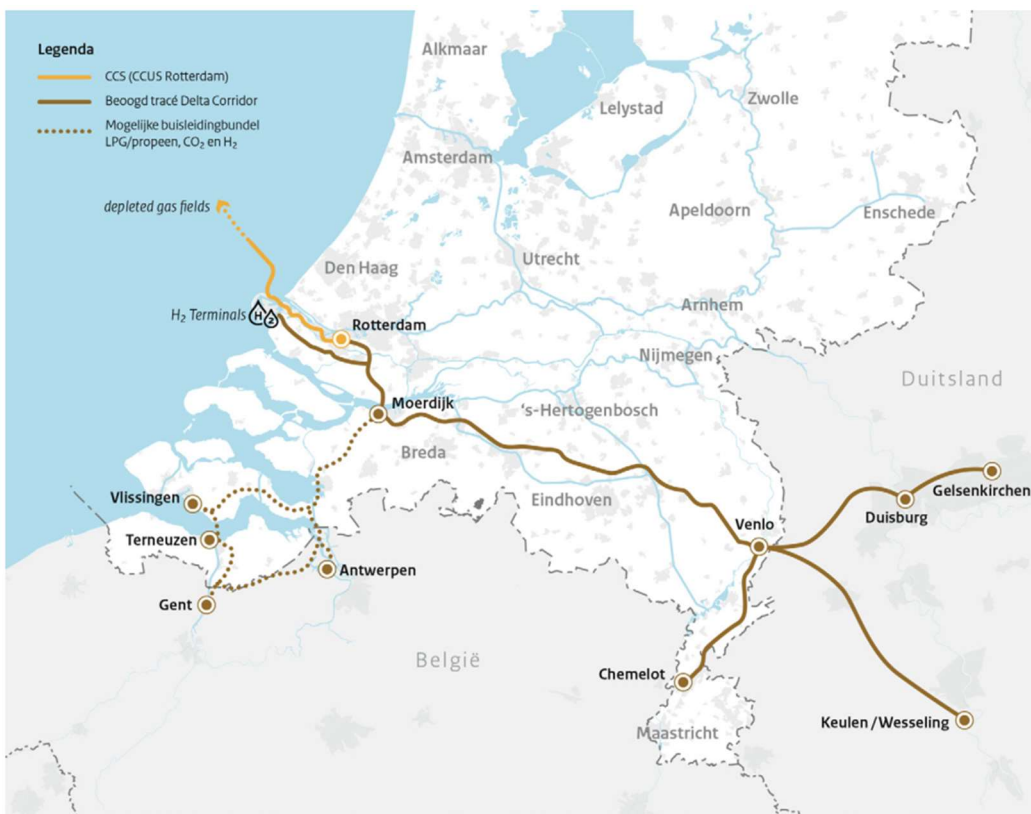 Legenda
CCS (CCUS Rotterdam)
Beoogd tracé Delta Corridor
Mogelijke buisleidingbundel
LPG/propeen, CO₂ en H₂
Alkmaar
Lelystad
Zwolle
Amsterdam
depleted gas fields
Apeldoorn
Enschede
Den Haag
Utrecht
H₂ Terminals
H 2
Rotterdam
Arnhem
Nijmegen
Duitsland
Moerdijk
's-Hertogenbosch
Breda
Gelsenkirchen
Vlissingen
Eindhoven
Duisburg
Venlo
Terneuzen
Antwerpen
Gent
België
Chemelot
Keulen / Wesseling
Maastricht